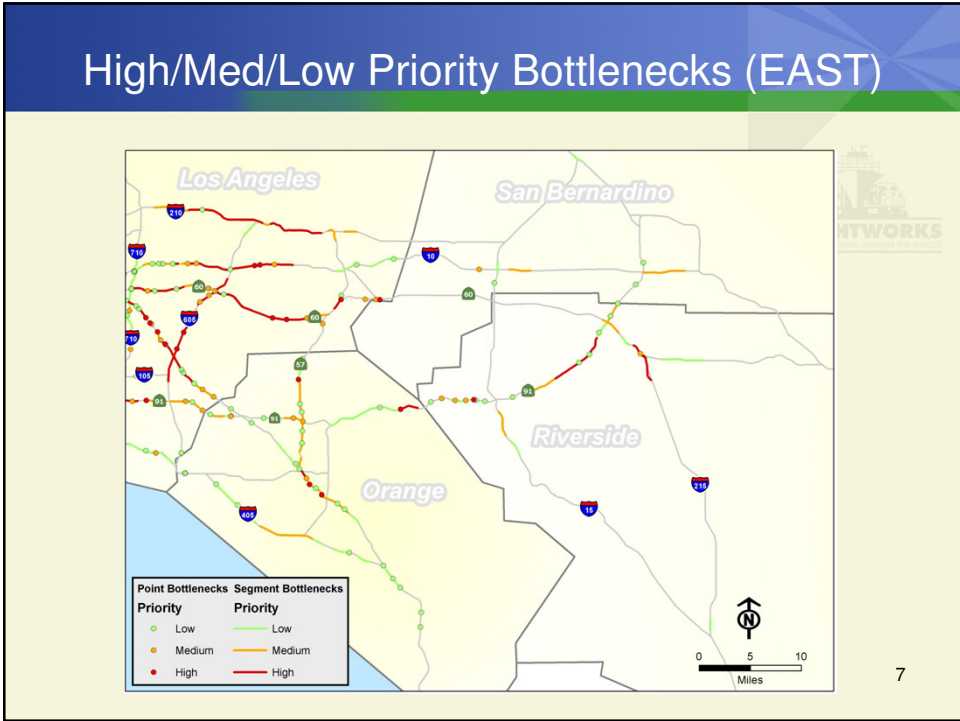 High/Med/Low Priority Bottlenecks (EAST)
Los Angeles
San Bernardino
210
710
10
60
60
605
60
710
105
57
91
91
91
Riverside
Orange
405
15
215
HTWORKS
Point Bottlenecks Segment Bottlenecks
Priority Priority
Low Low
Medium Medium
High High
N
0 5 10
Miles
7